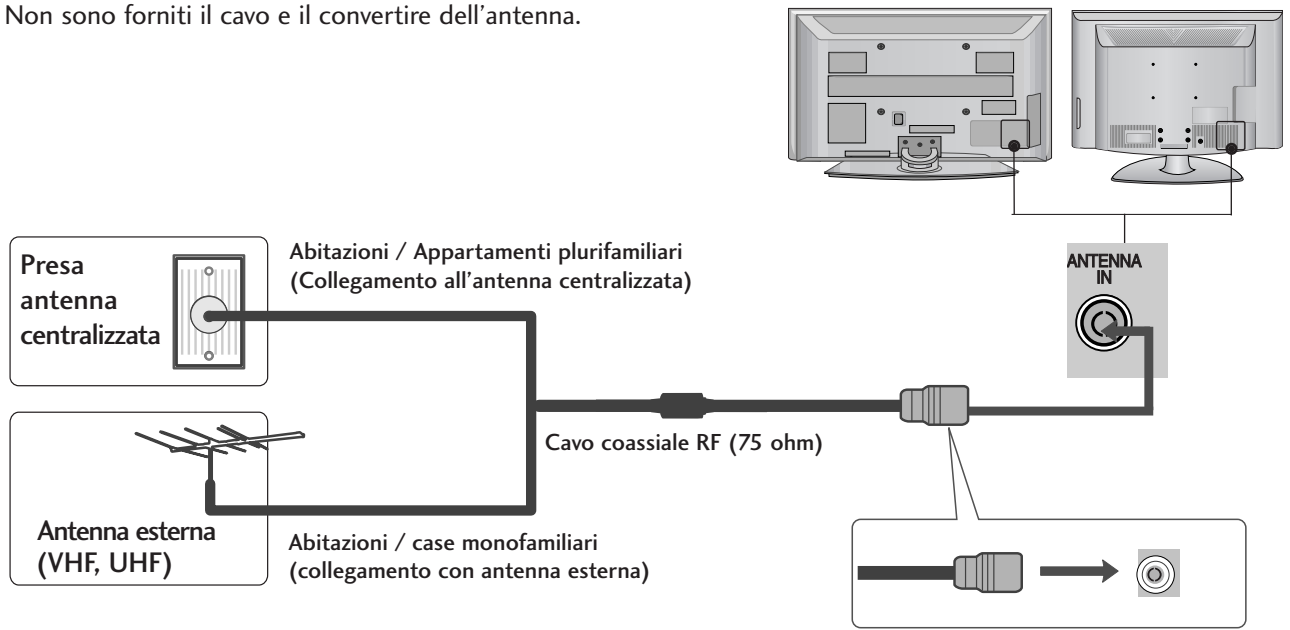 Non sono forniti il cavo e il convertire dell'antenna.
Presa
antenna
centralizzata
Abitazioni / Appartamenti plurifamiliari
(Collegamento all'antenna centralizzata)
ANTENNA
IN
Cavo coassiale RF (75 ohm)
Antenna esterna
(VHF, UHF)
Abitazioni / case monofamiliari
(collegamento con antenna esterna)